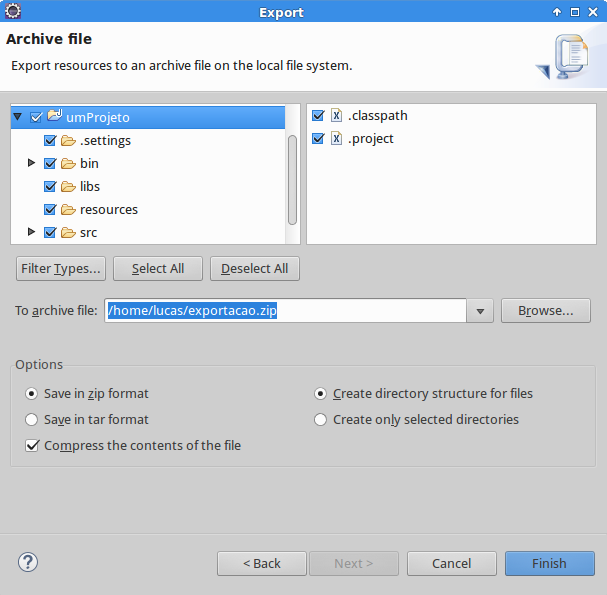 Export
Archive file
Export resources to an archive file on the local file system.
umProjeto
.settings
bin
libs
resources
src
.classpath
.project
Filter Types...
Select All
Deselect All
To archive file:
/home/lucas/exportacao.zip
Browse...
Options
Save in zip format
Create directory structure for files
Save in tar format
Create only selected directories
Compress the contents of the file
?
< Back
Next >
Cancel
Finish